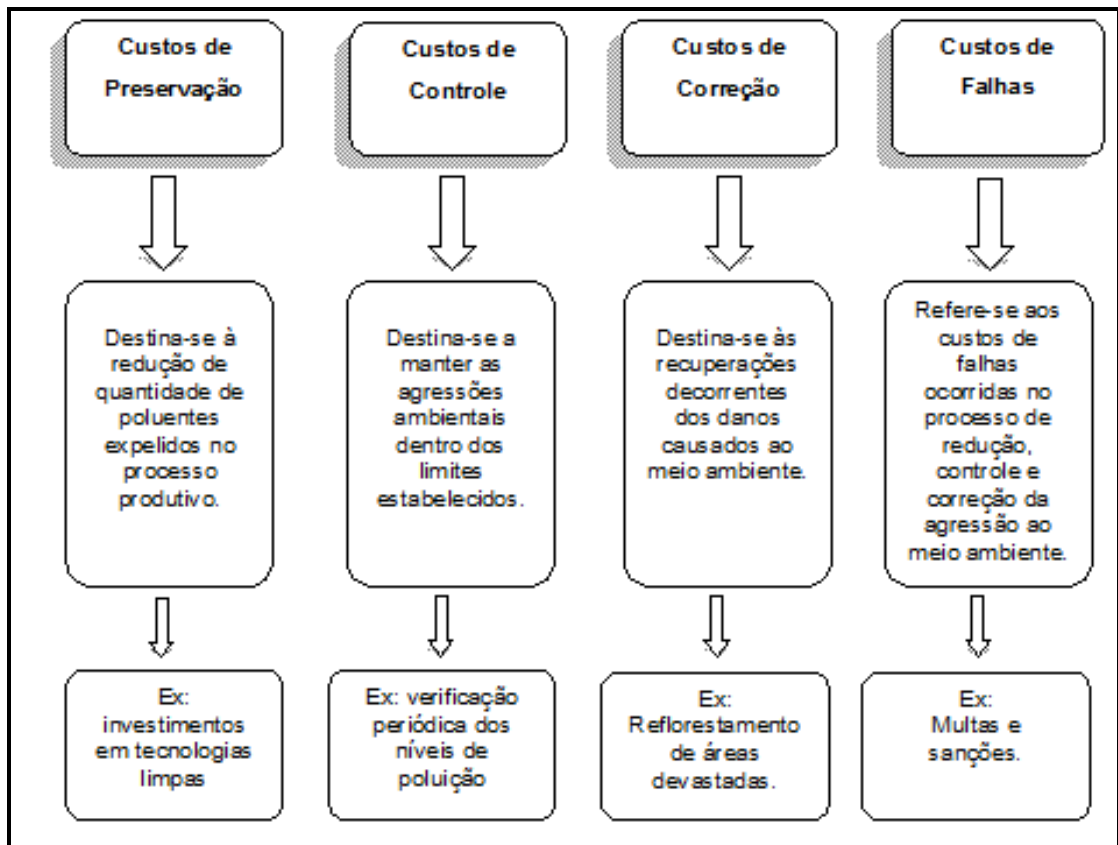 Custos de
Preservação
Custos de
Controle
Custos de
Correção
Custos de
Falhas
Destina-se à
redução de
quantidade de
poluentes
expelidos no
processo
produtivo.
Destina-se a
manter as
agressões
ambientais
dentro dos
limites
estabelecidos.
Destina-se às
recuperações
decorrentes
dos danos
causados ao
meio ambiente.
Refere-se aos
custos de
falhas
ocorridas no
processo de
redução,
controle e
correção da
agressão ao
meio ambiente.
Ex:
investimentos
em tecnologias
limpas
Ex: verificação
periódica dos
níveis de
poluição
Ex:
Reflorestamento
de áreas
devastadas.
Ex:
Multas e
sanções.